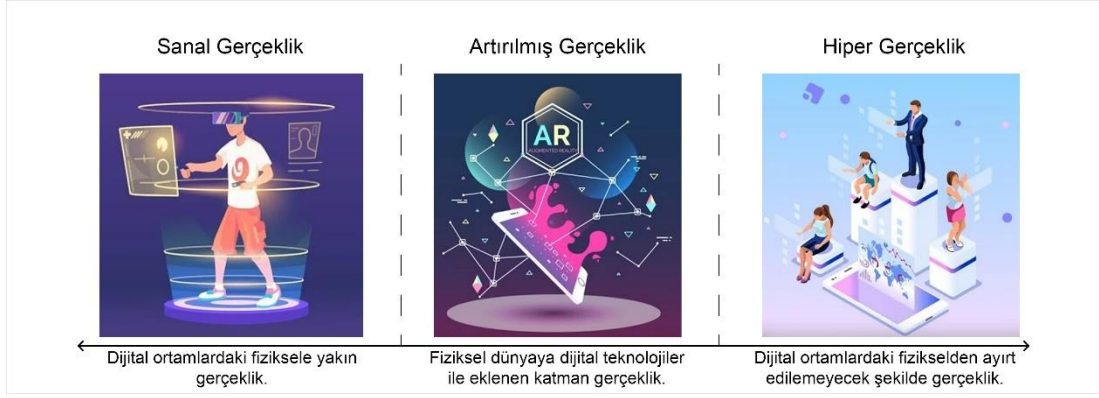 Sanal Gerçeklik
Artırılmış Gerçeklik
Hiper Gerçeklik
AR
AUGMENTED REALITY
Dijital ortamlardaki fiziksele yakın
gerçeklik.
Fiziksel dünyaya dijital teknolojiler
ile eklenen katman gerçeklik.
Dijital ortamlardaki fizikselden ayırt
edilemeyecek şekilde gerçeklik.